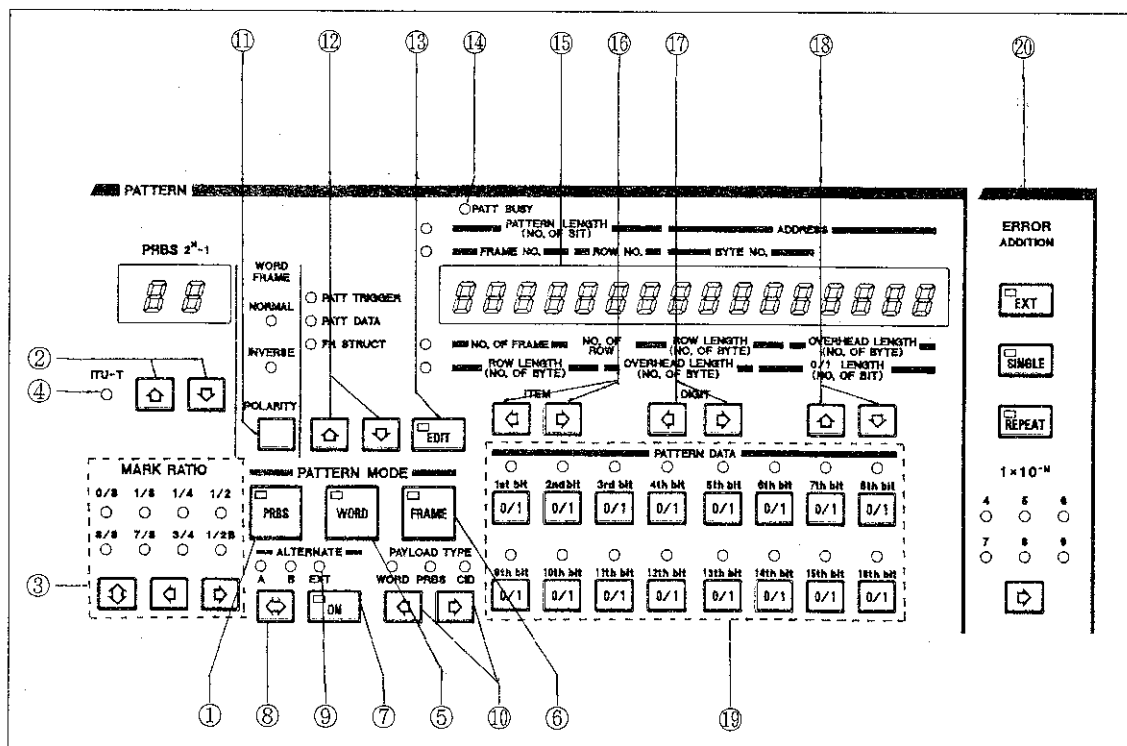 ⑪ ⑫ ⑬ ⑭ ⑮ ⑯ ⑰ ⑱ ⑳
PATTERN
PATT BUSY
PATTERN LENGTH
(NO. OF BIT)
ADDRESS
FRAME NO.
ROW NO.
BYTE NO.
PRBS 2ᴺ-1
88
WORD
FRAME
NORMAL
INVERSE
POLARITY
PATT TRIGGER
PATT DATA
FM STRUCT
8888888888888888
NO. OF FRAME
NO. OF
ROW
ROW LENGTH
(NO. OF BYTE)
OVERHEAD LENGTH
(NO. OF BYTE)
ROW LENGTH
(NO. OF BYTE)
OVERHEAD LENGTH
(NO. OF BYTE)
0/1 LENGTH
(NO. OF BIT)
②
④
ITU-T
EDIT
ITEM
DIGIT
ERROR
ADDITION
EXT
SINGLE
REPEAT
1×10⁻ᴺ
4 5 6
7 8 9
MARK RATIO
0/8 1/8 1/4 1/2
8/8 7/8 3/4 1/2B
③
PATTERN MODE
PRBS
WORD
FRAME
ALTERNATE
A B EXT
ON
PAYLOAD TYPE
WORD PRBS CID
PATTERN DATA
1st bit 2nd bit 3rd bit 4th bit 5th bit 6th bit 7th bit 8th bit
0/1 0/1 0/1 0/1 0/1 0/1 0/1 0/1
9th bit 10th bit 11th bit 12th bit 13th bit 14th bit 15th bit 16th bit
0/1 0/1 0/1 0/1 0/1 0/1 0/1 0/1
① ⑧ ⑨ ⑦ ⑤ ⑩ ⑥ ⑲